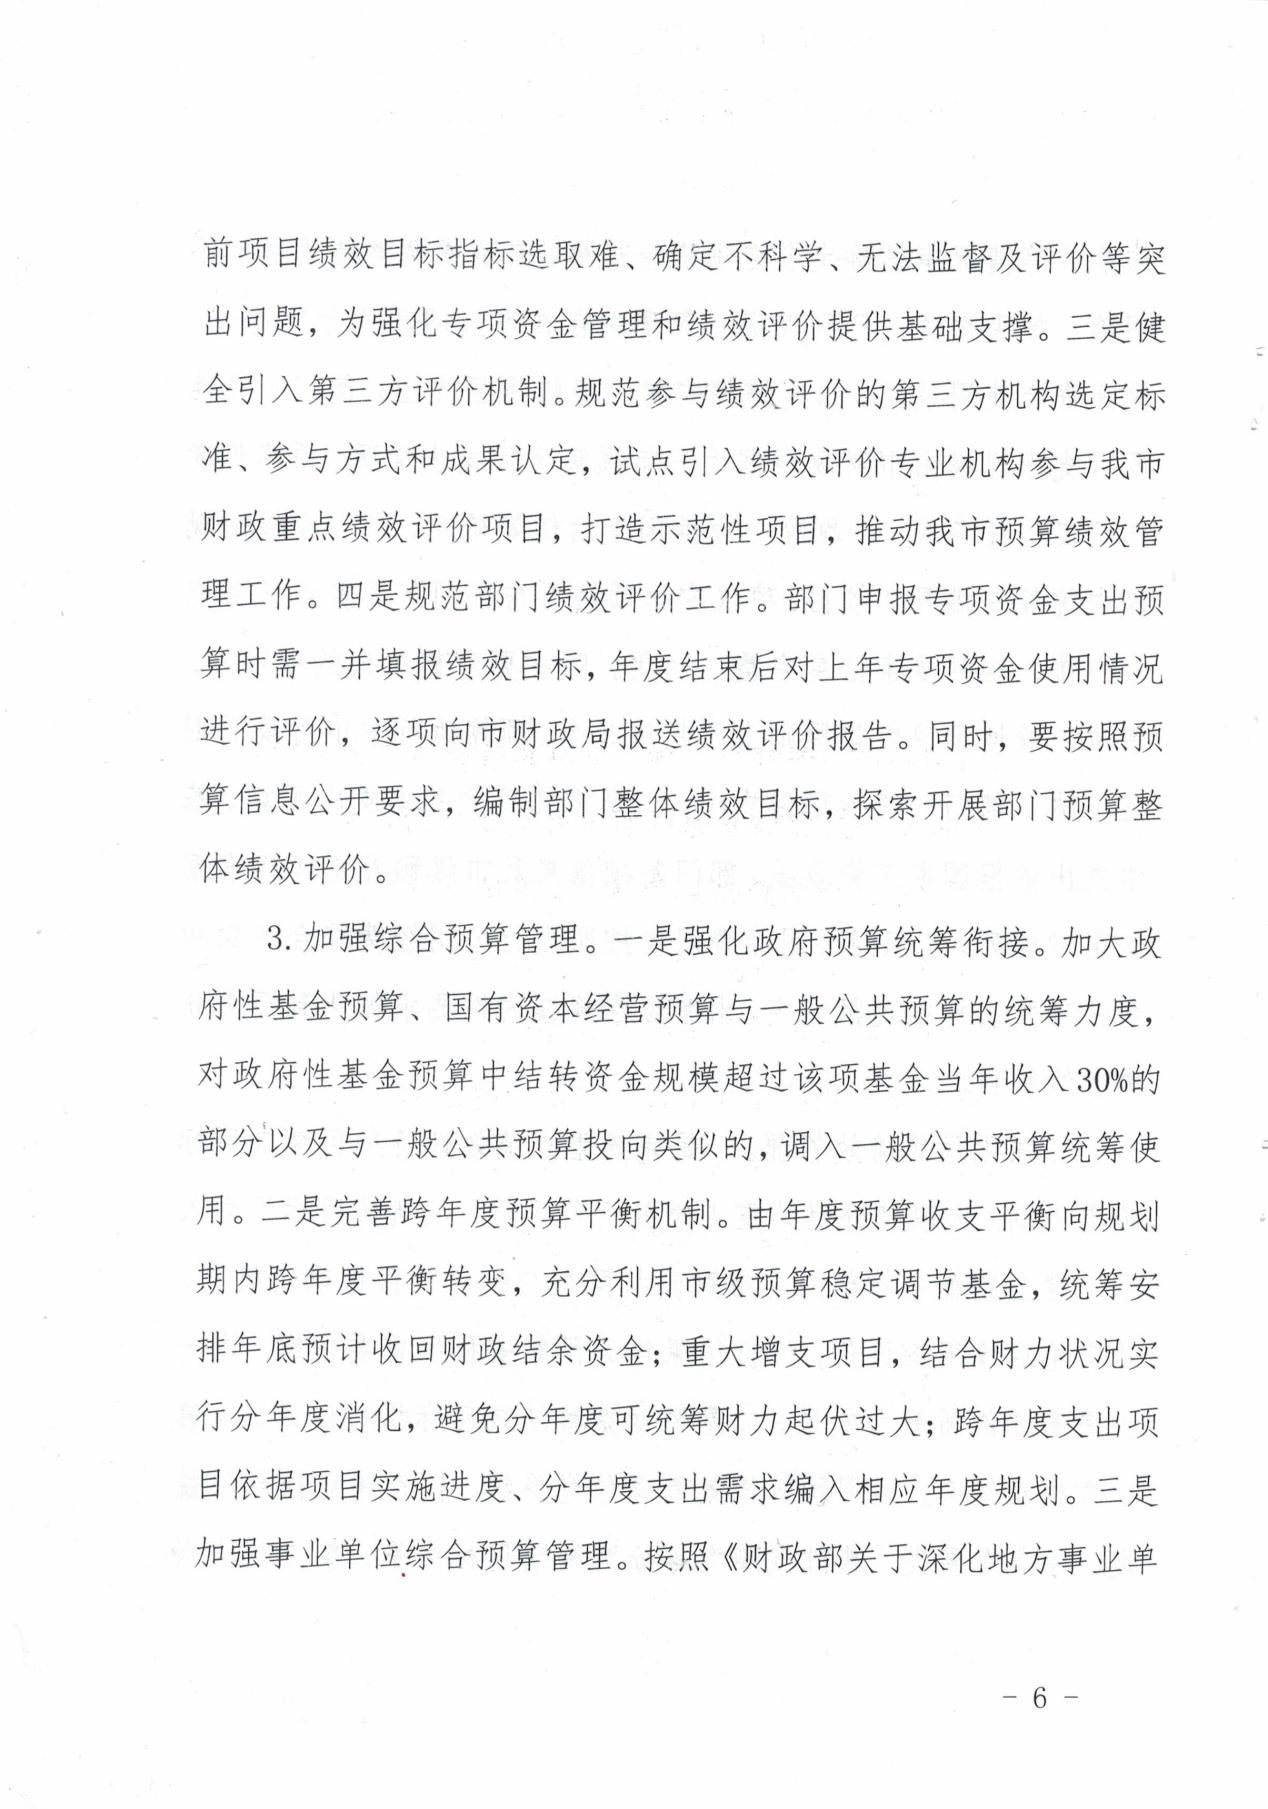 前项目绩效目标指标选取难、确定不科学、无法监督及评价等突
出问题，为强化专项资金管理和绩效评价提供基础支撑。三是健
全引入第三方评价机制。规范参与绩效评价的第三方机构选定标
准、参与方式和成果认定，试点引入绩效评价专业机构参与我市
财政重点绩效评价项目，打造示范性项目，推动我市预算绩效管
理工作。四是规范部门绩效评价工作。部门申报专项资金支出预
算时需一并填报绩效目标，年度结束后对上年专项资金使用情况
进行评价，逐项向市财政局报送绩效评价报告。同时，要按照预
算信息公开要求，编制部门整体绩效目标，探索开展部门预算整
体绩效评价。
3.加强综合预算管理。一是强化政府预算统筹衔接。加大政
府性基金预算、国有资本经营预算与一般公共预算的统筹力度，
对政府性基金预算中结转资金规模超过该项基金当年收入30%的
部分以及与一般公共预算投向类似的，调入一般公共预算统筹使
用。二是完善跨年度预算平衡机制。由年度预算收支平衡向规划
期内跨年度平衡转变，充分利用市级预算稳定调节基金，统筹安
排年底预计收回财政结余资金；重大增支项目，结合财力状况实
行分年度消化，避免分年度可统筹财力起伏过大；跨年度支出项
目依据项目实施进度、分年度支出需求编入相应年度规划。三是
加强事业单位综合预算管理。按照《财政部关于深化地方事业单
- 6 -